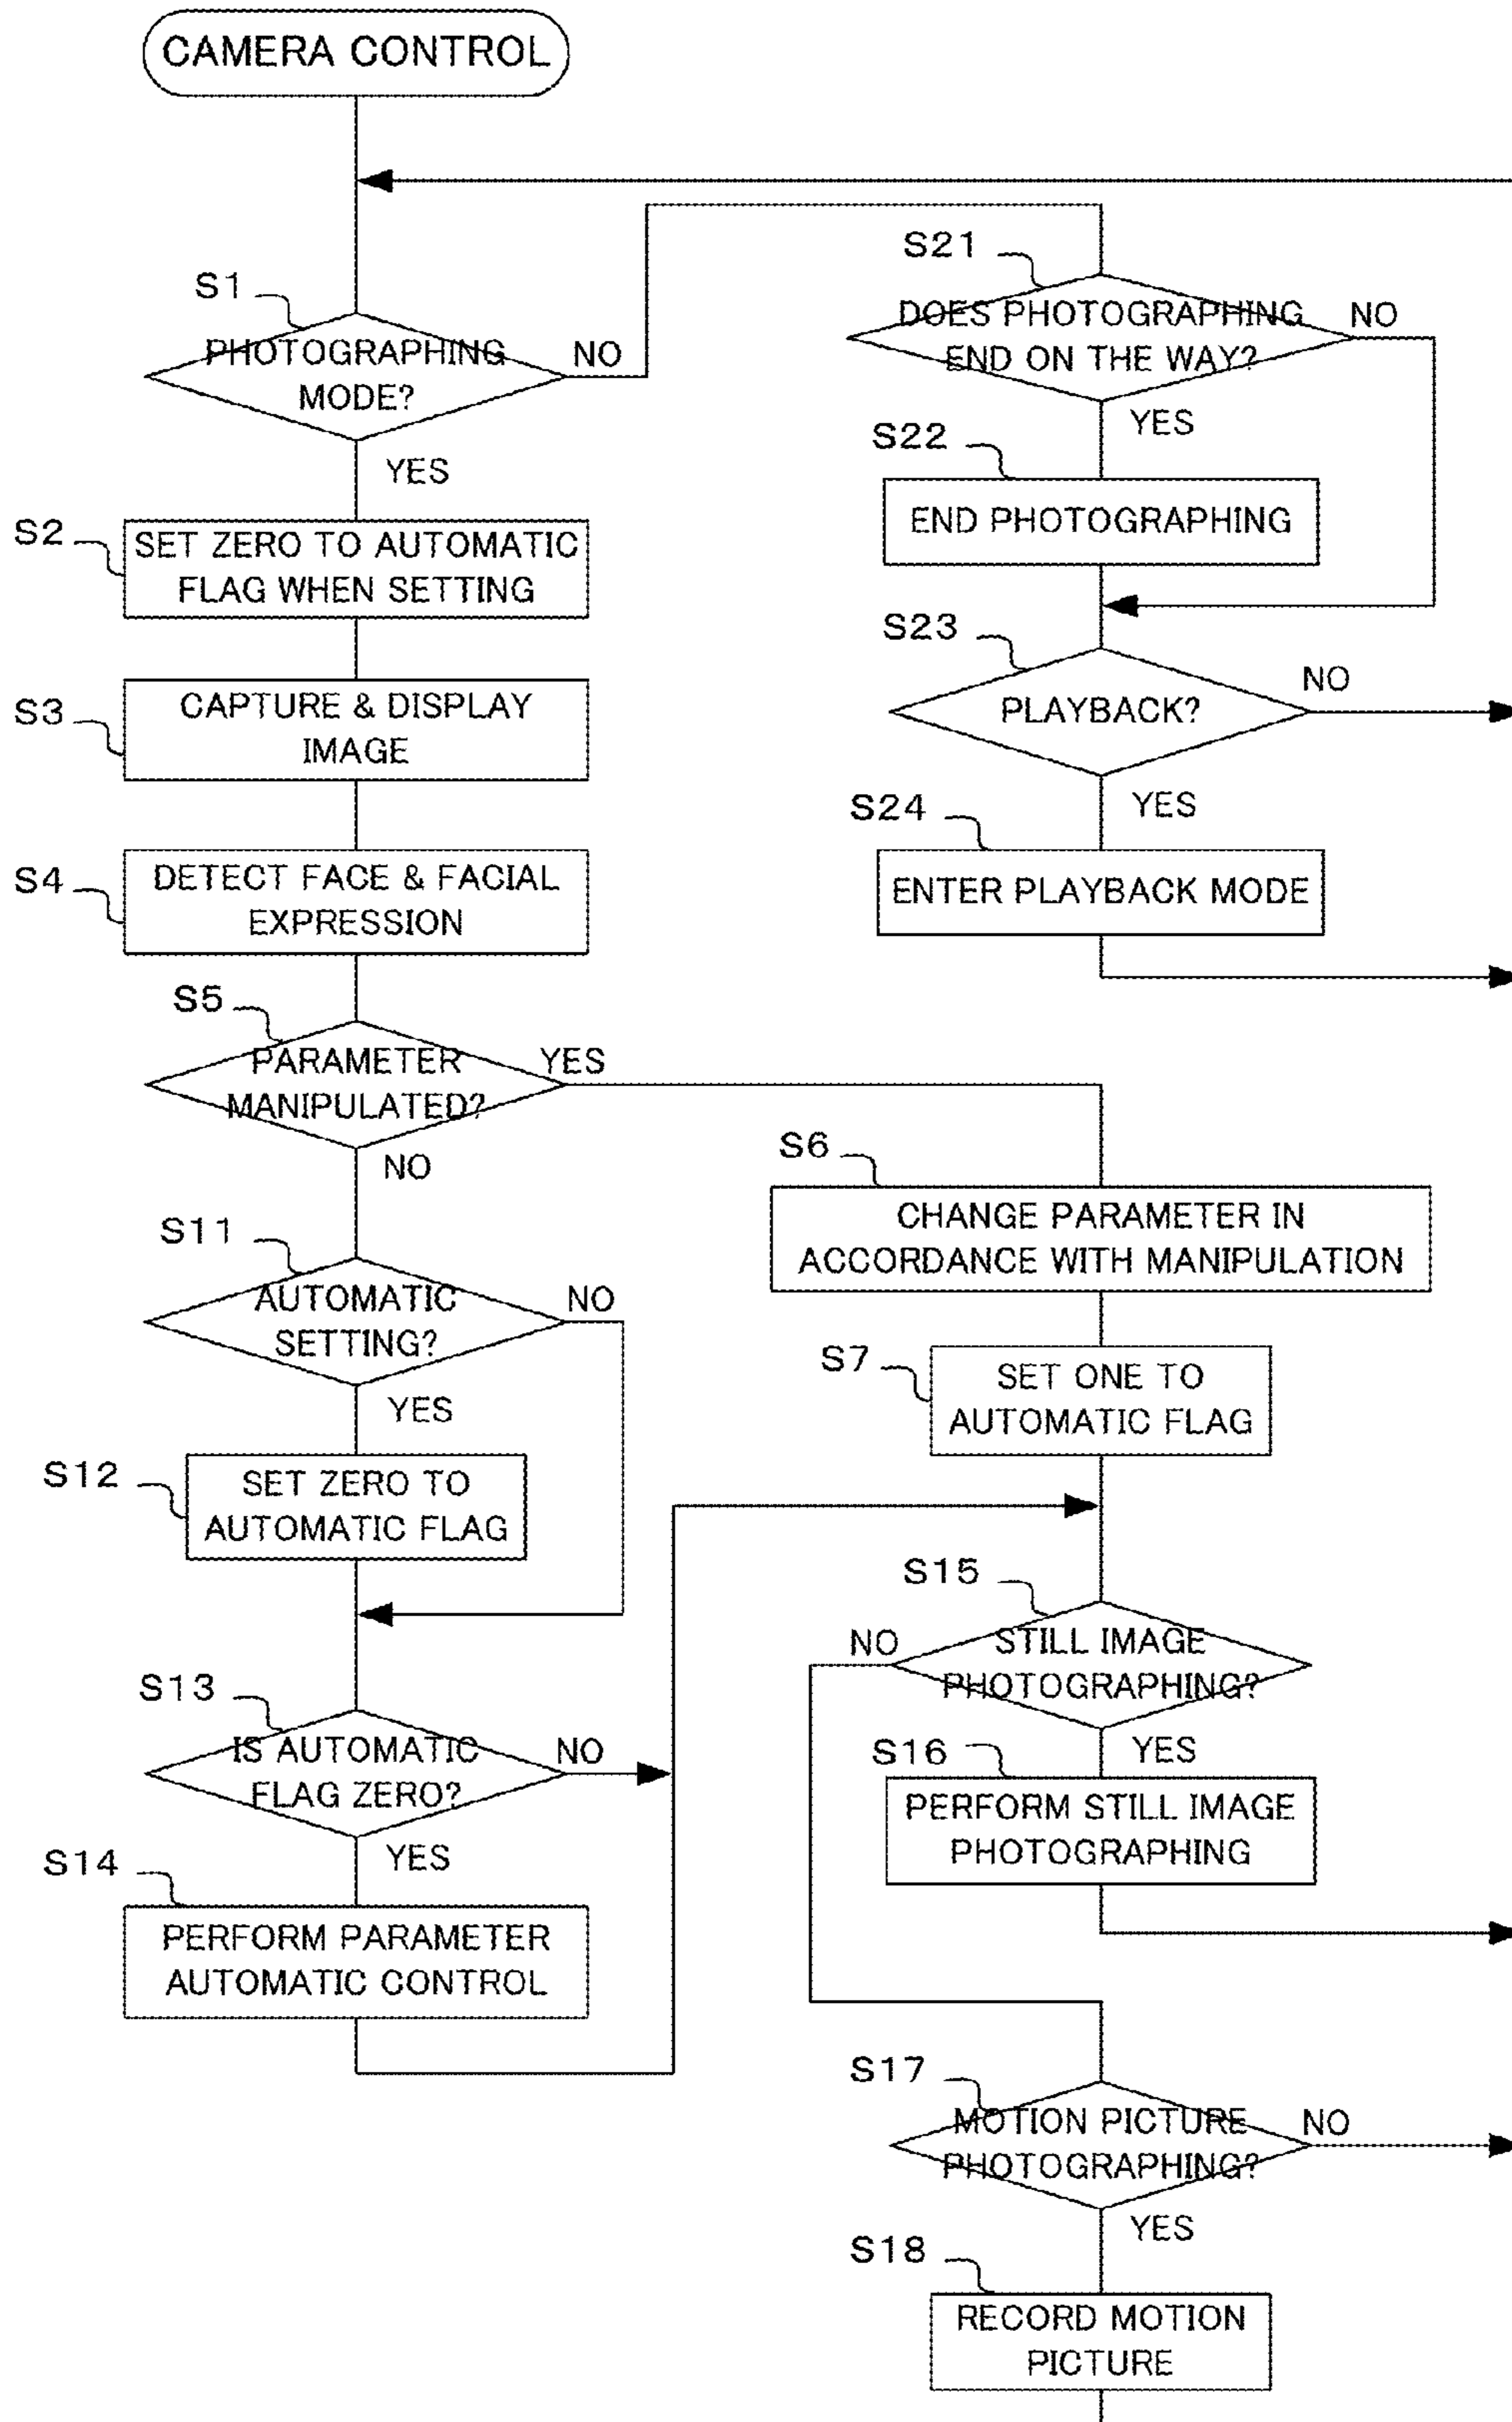 CAMERA CONTROL
S1
PHOTOGRAPHING
MODE?
NO
YES
S2
SET ZERO TO AUTOMATIC
FLAG WHEN SETTING
S3
CAPTURE & DISPLAY
IMAGE
S4
DETECT FACE & FACIAL
EXPRESSION
S5
PARAMETER
MANIPULATED?
YES
NO
S11
AUTOMATIC
SETTING?
NO
YES
S12
SET ZERO TO
AUTOMATIC FLAG
S13
IS AUTOMATIC
FLAG ZERO?
NO
YES
S14
PERFORM PARAMETER
AUTOMATIC CONTROL
S21
DOES PHOTOGRAPHING
END ON THE WAY?
NO
YES
S22
END PHOTOGRAPHING
S23
PLAYBACK?
NO
YES
S24
ENTER PLAYBACK MODE
S6
CHANGE PARAMETER IN
ACCORDANCE WITH MANIPULATION
S7
SET ONE TO
AUTOMATIC FLAG
S15
STILL IMAGE
PHOTOGRAPHING?
NO
YES
S16
PERFORM STILL IMAGE
PHOTOGRAPHING
S17
MOTION PICTURE
PHOTOGRAPHING?
NO
YES
S18
RECORD MOTION
PICTURE